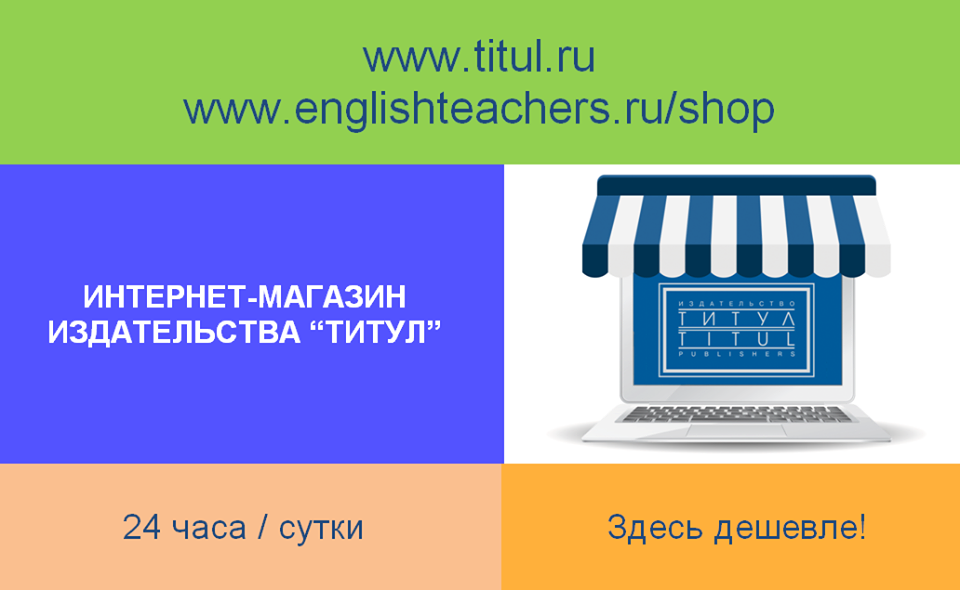 www.titul.ru
www.englishteachers.ru/shop
ИНТЕРНЕТ-МАГАЗИН
ИЗДАТЕЛЬСТВА “ТИТУЛ”
ИЗДАТЕЛЬСТВО
ТИТУЛ
TITUL
PUBLISHERS
24 часа / сутки
Здесь дешевле!